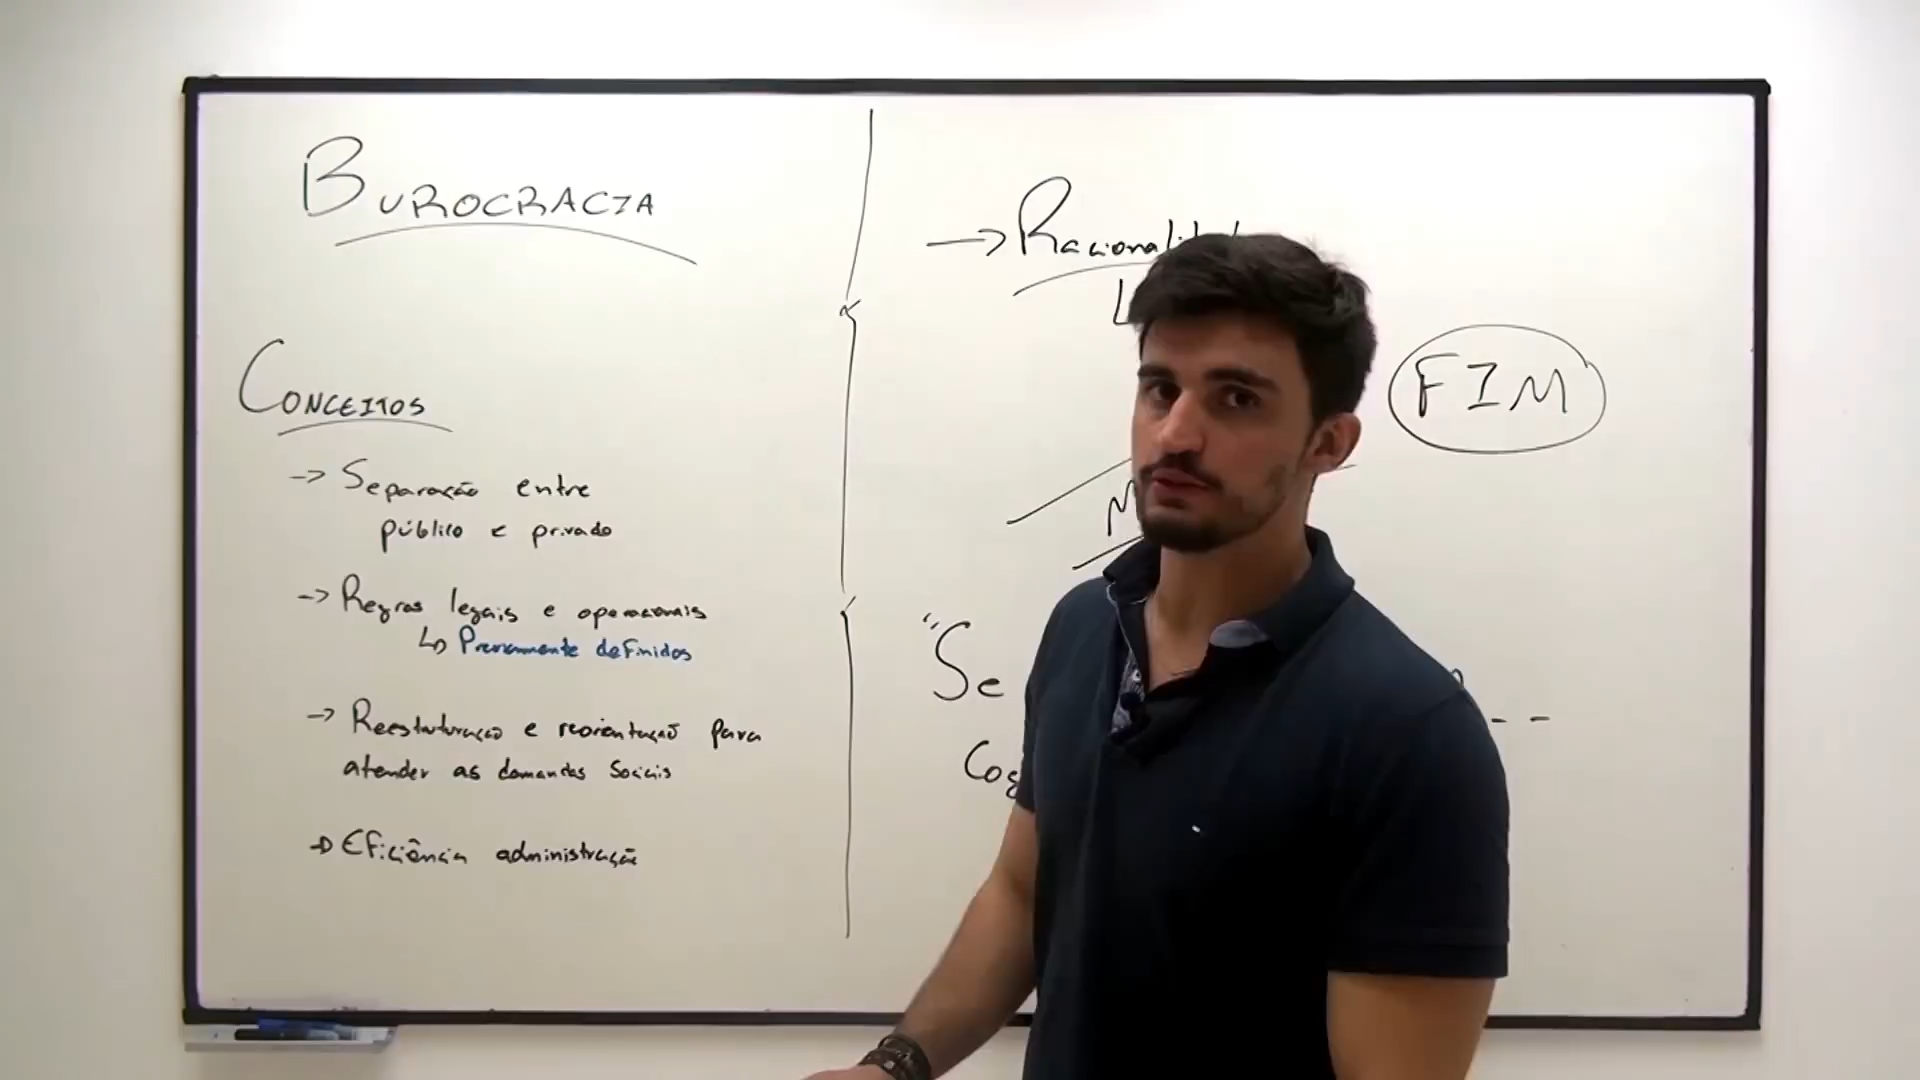 BUROCRACIA
CONCEITOS
-> Separação entre
público e privado
-> Regras legais e operacionais
↳ Previamente definidos
-> Reestruturação e reorientação para
atender as demandas sociais
-> Eficiência administração
-> Racionalid
FIM
"Se